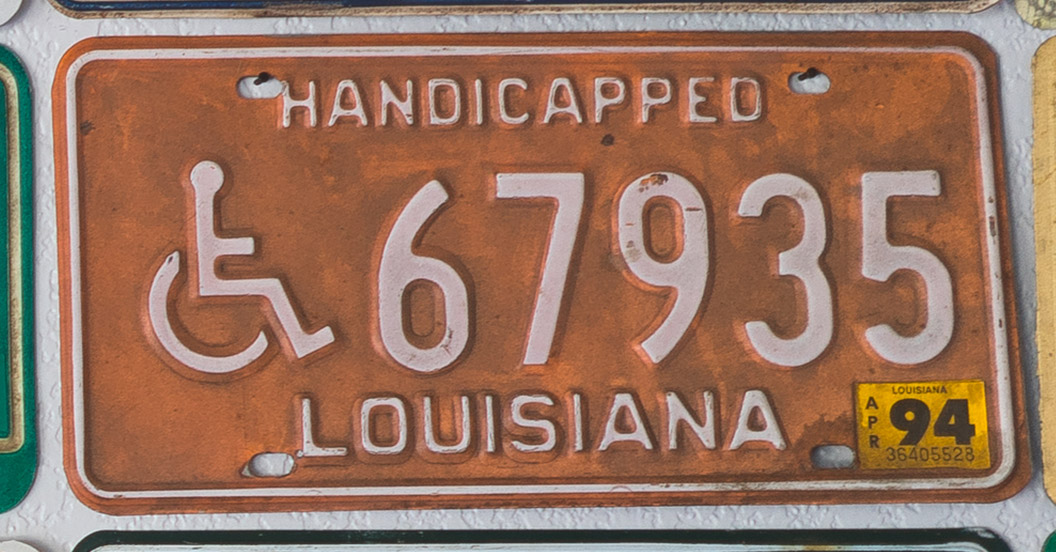 HANDICAPPED
67935
LOUISIANA
LOUISIANA
APR 94
36405528